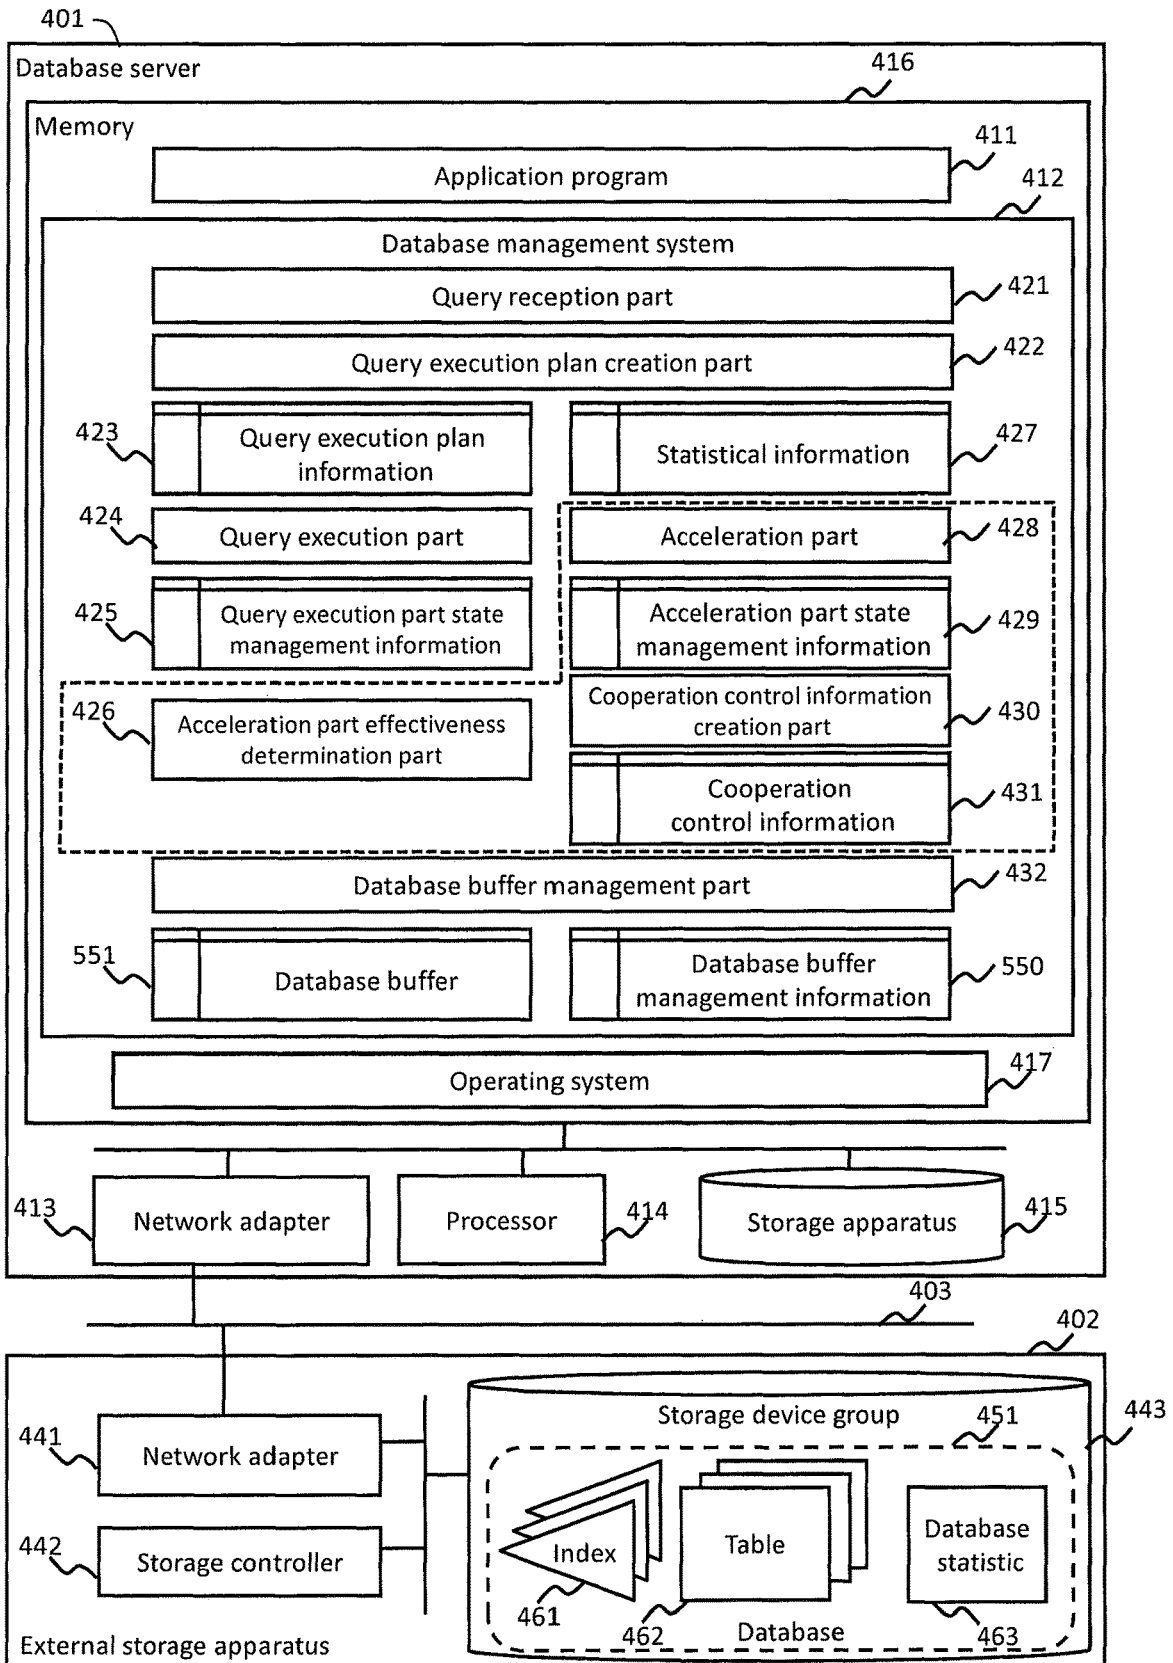 401
Database server
416
Memory
411
Application program
412
Database management system
Query reception part
421
Query execution plan creation part
422
423
Query execution plan
information
Statistical information
427
424
Query execution part
Acceleration part
428
425
Query execution part state
management information
Acceleration part state
management information
429
426
Acceleration part effectiveness
determination part
Cooperation control information
creation part
430
Cooperation
control information
431
Database buffer management part
432
551
Database buffer
Database buffer
management information
550
Operating system
417
413
Network adapter
Processor
414
Storage apparatus
415
403
402
Storage device group
451
443
441
Network adapter
442
Storage controller
Index
Table
Database
statistic
461
462
Database
463
External storage apparatus